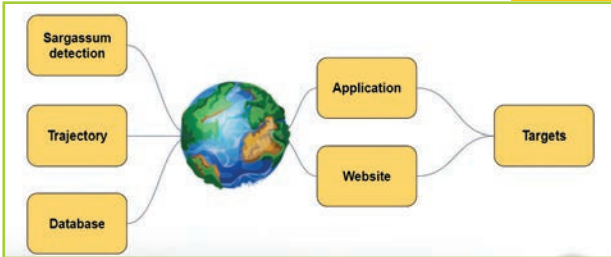 Sargassum
detection
Trajectory
Database
Application
Website
Targets